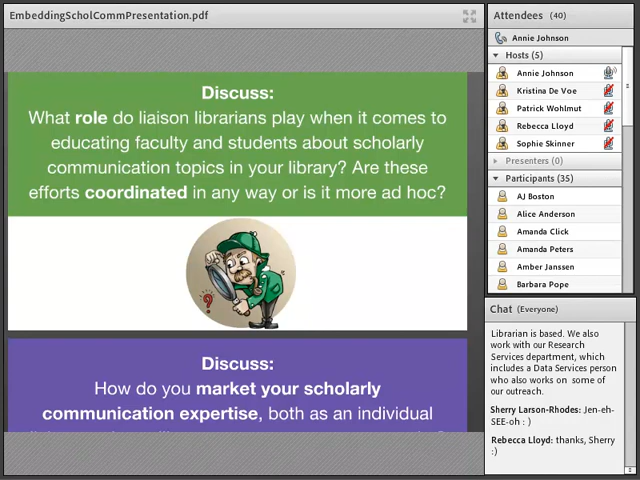 EmbeddingScholCommPresentation.pdf
Discuss:
What role do liaison librarians play when it comes to
educating faculty and students about scholarly
communication topics in your library? Are these
efforts coordinated in any way or is it more ad hoc?
?
Discuss:
How do you market your scholarly
communication expertise, both as an individual
Attendees (40)
Annie Johnson
Hosts (5)
Annie Johnson
Kristina De Voe
Patrick Wohlmut
Rebecca Lloyd
Sophie Skinner
Presenters (0)
Participants (35)
AJ Boston
Alice Anderson
Amanda Click
Amanda Peters
Amber Janssen
Barbara Pope
Chat (Everyone)
Librarian is based. We also
work with our Research
Services department, which
includes a Data Services person
who also works on some of
our outreach.
Sherry Larson-Rhodes: Jen-eh-
SEE-oh : )
Rebecca Lloyd: thanks, Sherry
:)